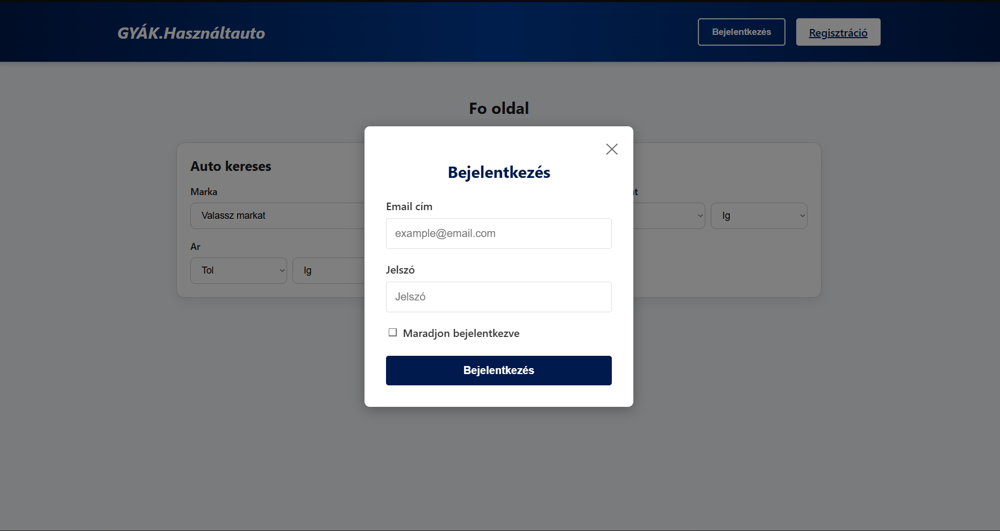 GYÁK.Használtauto
Bejelentkezés
Regisztráció
Fo oldal
Auto kereses
Marka
Valassz markat
Ig
Ar
Tol
Ig
Bejelentkezés
Email cím
example@email.com
Jelszó
Jelszó
Maradjon bejelentkezve
Bejelentkezés